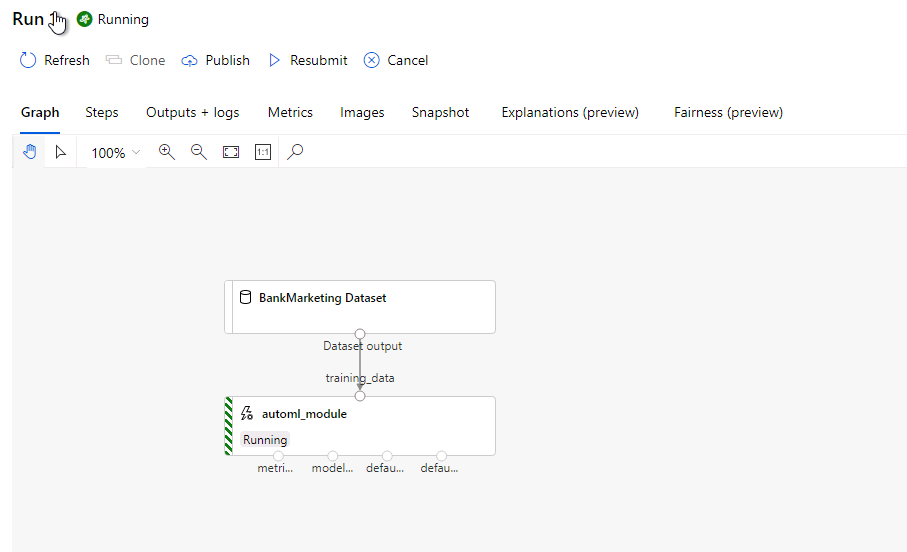 Run
Running
Refresh Clone Publish Resubmit Cancel
Graph Steps Outputs + logs Metrics Images Snapshot Explanations (preview) Fairness (preview)
100% 1:1
BankMarketing Dataset
Dataset output
training_data
automl_module
Running
metri... model... defau... defau...